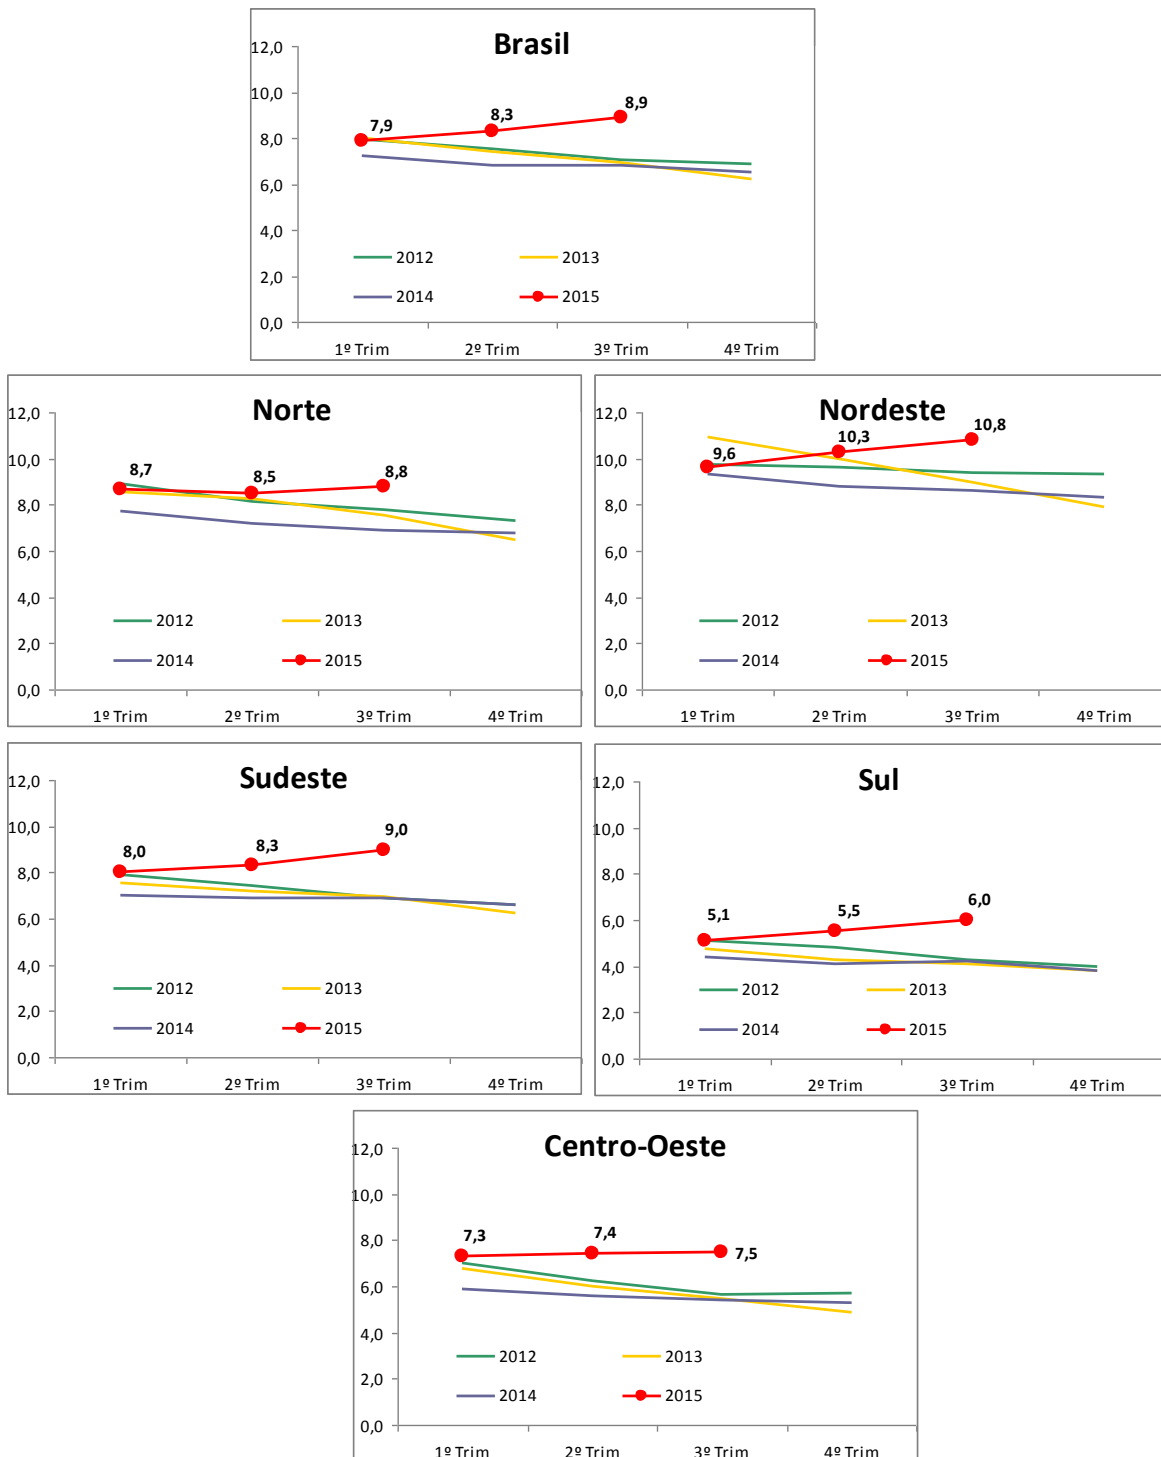 Brasil
12,0
10,0
8,0
6,0
4,0
2,0
0,0
7,9
8,3
8,9
2012
2013
2014
2015
1º Trim
2º Trim
3º Trim
4º Trim
Norte
12,0
10,0
8,0
6,0
4,0
2,0
0,0
8,7
8,5
8,8
2012
2013
2014
2015
1º Trim
2º Trim
3º Trim
4º Trim
Nordeste
12,0
10,0
8,0
6,0
4,0
2,0
0,0
9,6
10,3
10,8
2012
2013
2014
2015
1º Trim
2º Trim
3º Trim
4º Trim
Sudeste
12,0
10,0
8,0
6,0
4,0
2,0
0,0
8,0
8,3
9,0
2012
2013
2014
2015
1º Trim
2º Trim
3º Trim
4º Trim
Sul
12,0
10,0
8,0
6,0
4,0
2,0
0,0
5,1
5,5
6,0
2012
2013
2014
2015
1º Trim
2º Trim
3º Trim
4º Trim
Centro-Oeste
12,0
10,0
8,0
6,0
4,0
2,0
0,0
7,3
7,4
7,5
2012
2013
2014
2015
1º Trim
2º Trim
3º Trim
4º Trim